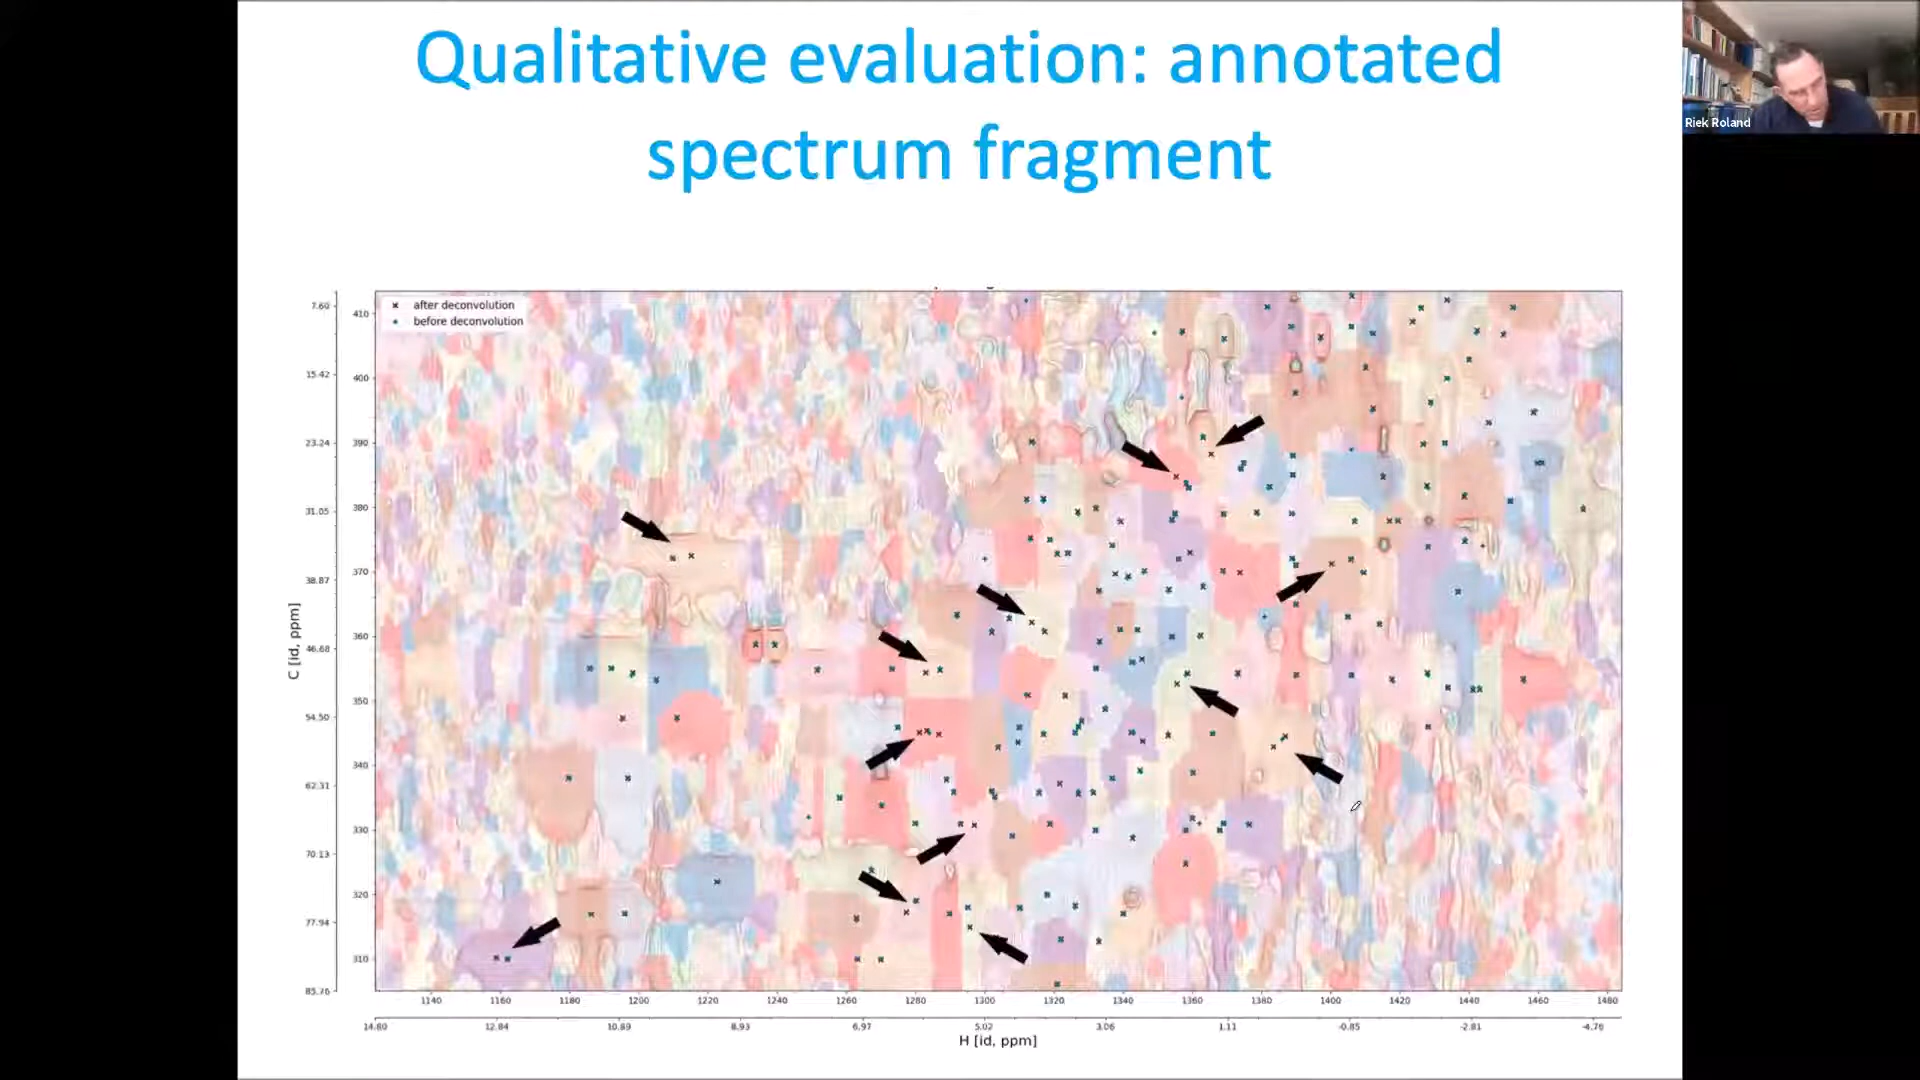 Qualitative evaluation: annotated
spectrum fragment
Riek Roland
after deconvolution
before deconvolution
C [id, ppm]
7.60
15.42
23.24
31.05
38.87
46.68
54.50
62.31
70.13
77.94
85.76
410
400
390
380
370
360
350
340
330
320
310
1140 1160 1180 1200 1220 1240 1260 1280 1300 1320 1340 1360 1380 1400 1420 1440 1460 1480
14.80 12.84 10.89 8.93 6.97 5.02 3.06 1.11 -0.85 -2.81 -4.76
H [id, ppm]